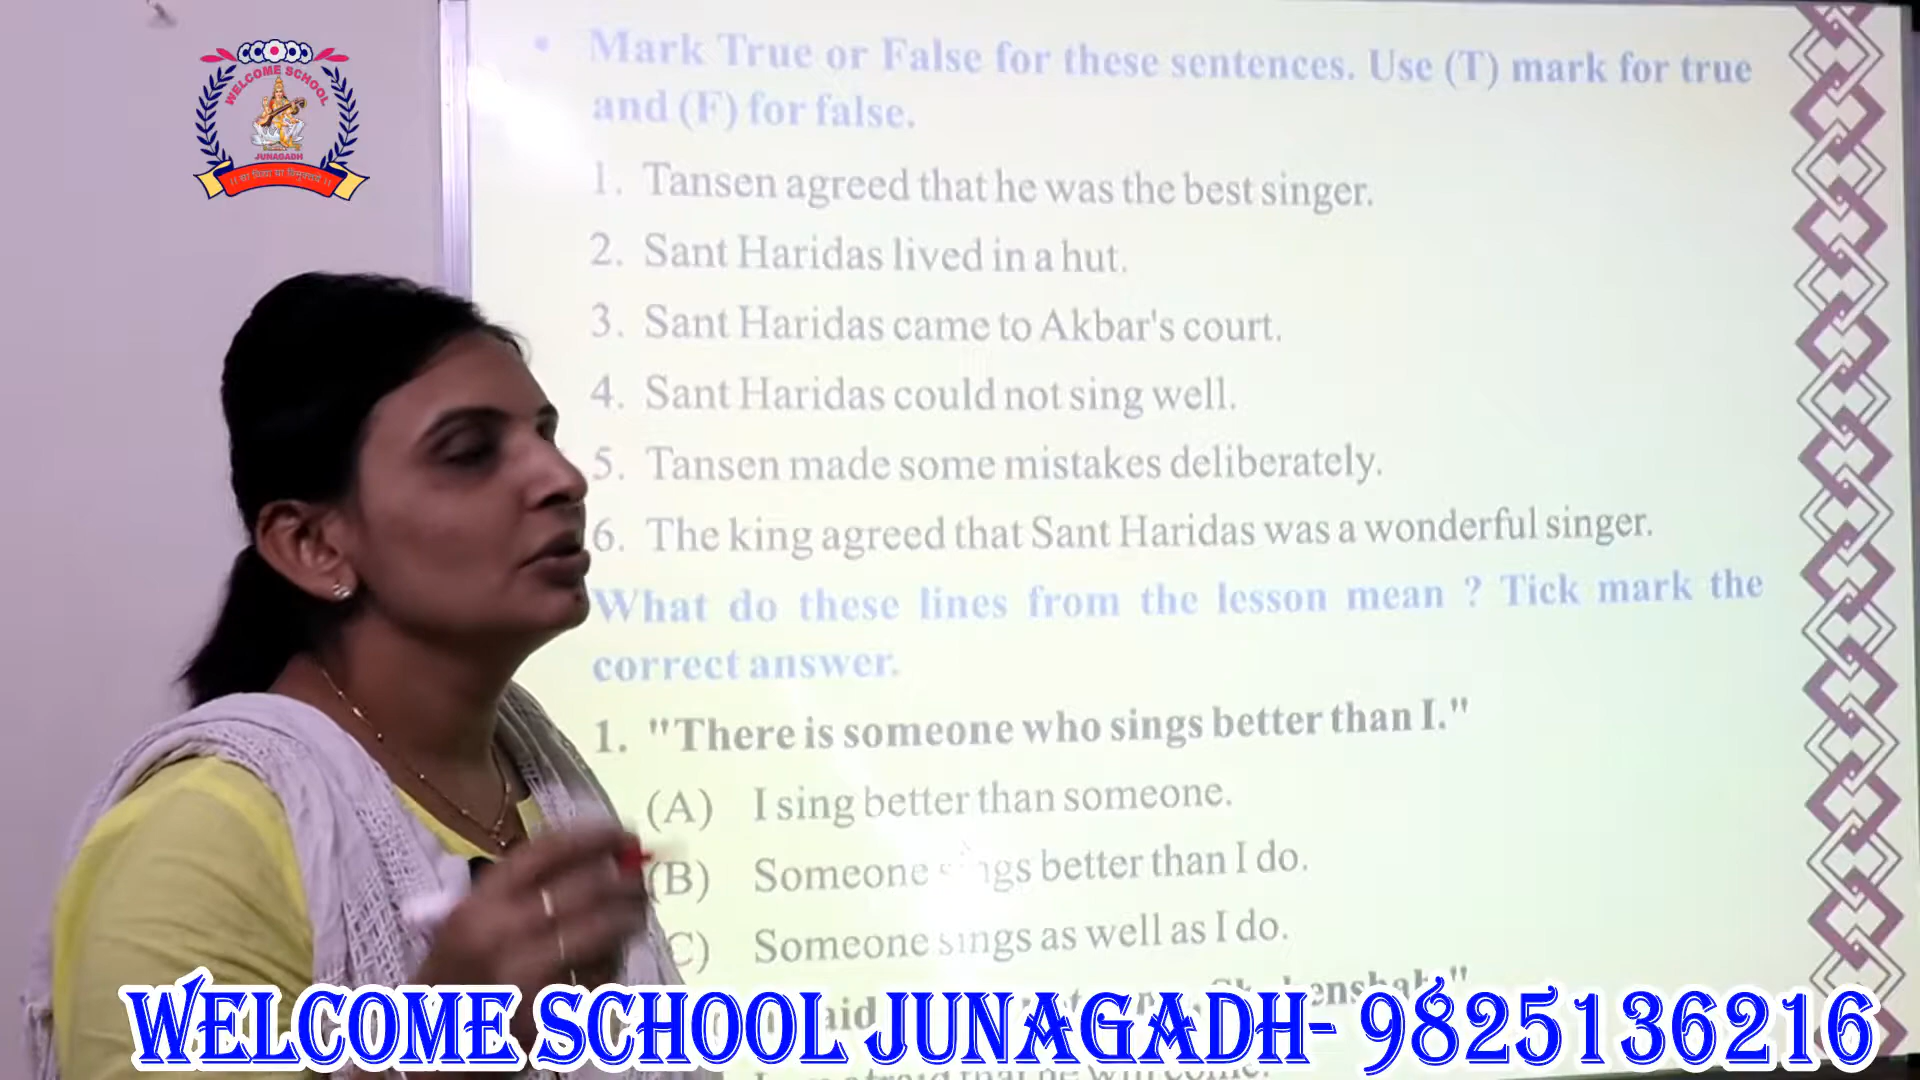 WELCOME SCHOOL
JUNAGADH
।। सा विद्या या विमुक्तये ।।
• Mark True or False for these sentences. Use (T) mark for true
and (F) for false.
1. Tansen agreed that he was the best singer.
2. Sant Haridas lived in a hut.
3. Sant Haridas came to Akbar's court.
4. Sant Haridas could not sing well.
5. Tansen made some mistakes deliberately.
6. The king agreed that Sant Haridas was a wonderful singer.
What do these lines from the lesson mean ? Tick mark the
correct answer.
1. "There is someone who sings better than I."
(A) I sing better than someone.
(B) Someone sings better than I do.
(C) Someone sings as well as I do.
WELCOME SCHOOL JUNAGADH- 9825136216